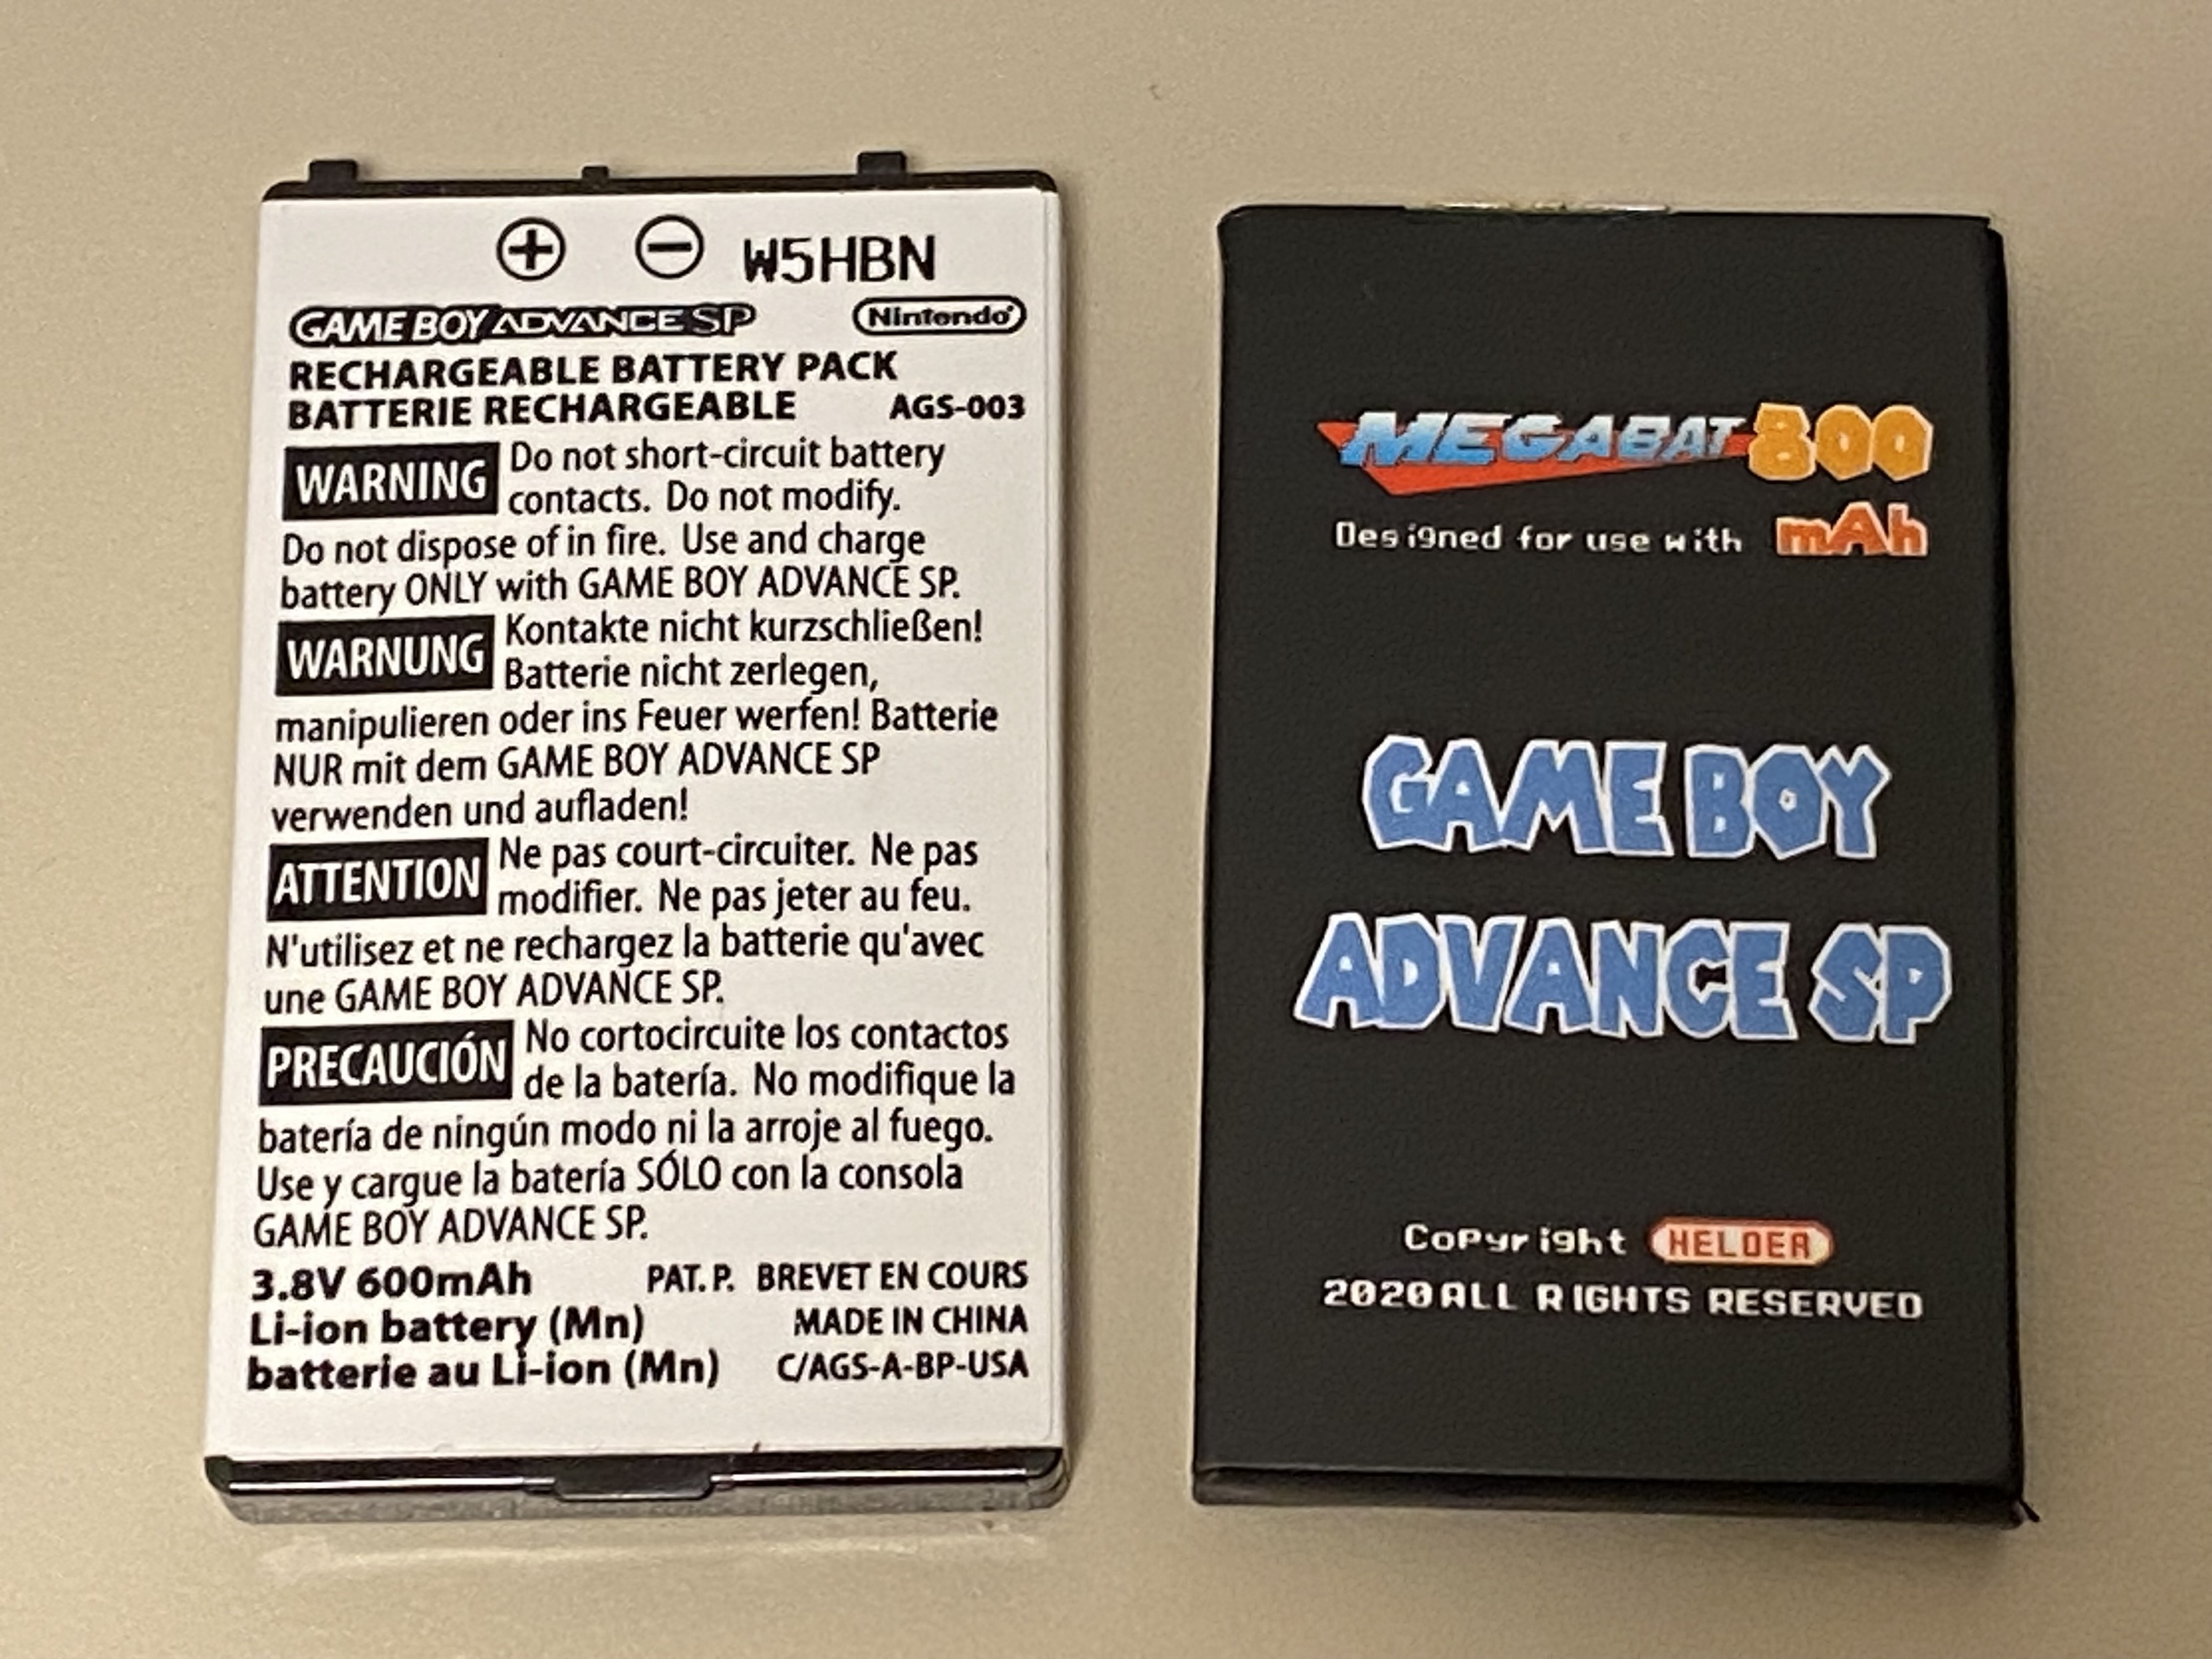 W5HBN
GAME BOY ADVANCE SP Nintendo
RECHARGEABLE BATTERY PACK
BATTERIE RECHARGEABLE AGS-003
WARNING Do not short-circuit battery
contacts. Do not modify.
Do not dispose of in fire. Use and charge
battery ONLY with GAME BOY ADVANCE SP.
WARNUNG Kontakte nicht kurzschließen!
Batterie nicht zerlegen,
manipulieren oder ins Feuer werfen! Batterie
NUR mit dem GAME BOY ADVANCE SP
verwenden und aufladen!
ATTENTION Ne pas court-circuiter. Ne pas
modifier. Ne pas jeter au feu.
N'utilisez et ne rechargez la batterie qu'avec
une GAME BOY ADVANCE SP.
PRECAUCIÓN No cortocircuite los contactos
de la batería. No modifique la
batería de ningún modo ni la arroje al fuego.
Use y cargue la batería SÓLO con la consola
GAME BOY ADVANCE SP.
3.8V 600mAh PAT. P. BREVET EN COURS
Li-ion battery (Mn) MADE IN CHINA
batterie au Li-ion (Mn) C/AGS-A-BP-USA
MEGABAT 800
Designed for use with mAh
GAME BOY
ADVANCE SP
Copyright HELDER
2020 ALL RIGHTS RESERVED